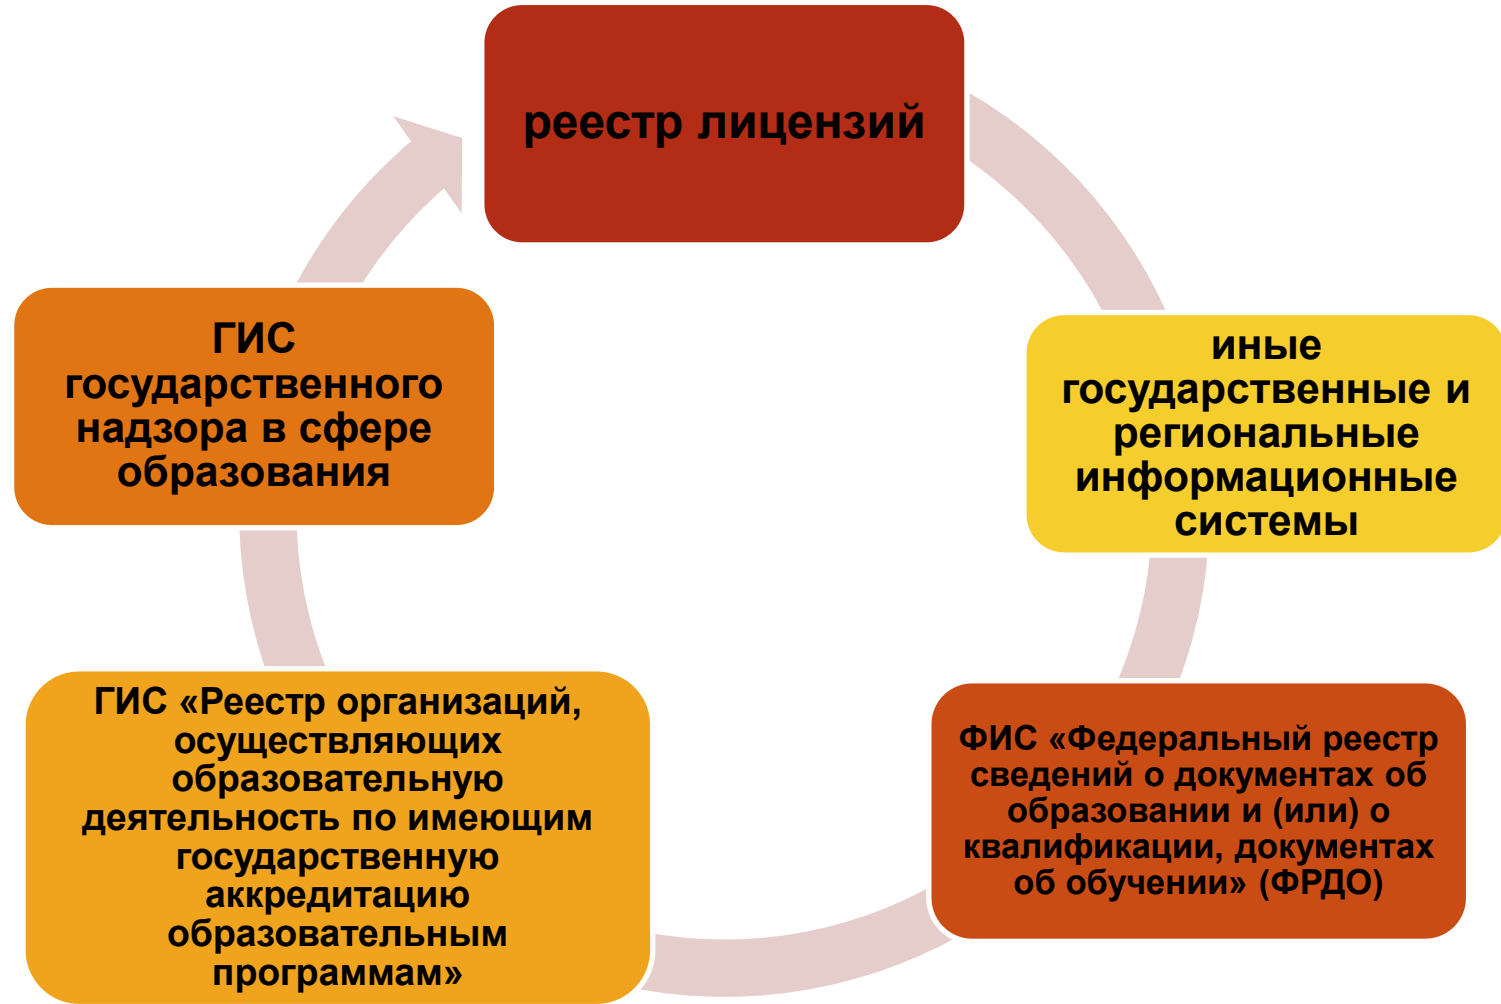 реестр лицензий
ГИС
государственного
надзора в сфере
образования
иные
государственные и
региональные
информационные
системы
ГИС «Реестр организаций,
осуществляющих
образовательную
деятельность по имеющим
государственную
аккредитацию
образовательным
программам»
ФИС «Федеральный реестр
сведений о документах об
образовании и (или) о
квалификации, документах
об обучении» (ФРДО)